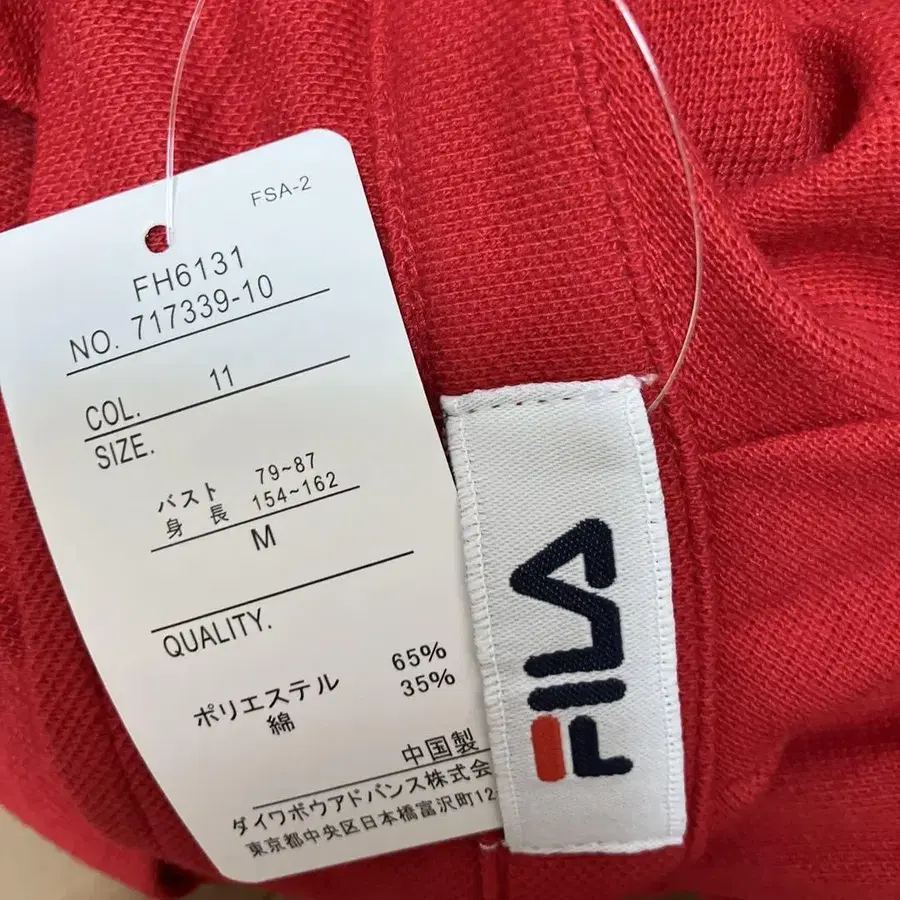 FSA-2
FH6131
NO. 717339-10
COL. 11
SIZE.
バスト 79~87
身長 154~162
M
QUALITY.
ポリエステル 65%
綿 35%
中国製
ダイワボウアドバンス株式会
東京都中央区日本橋富沢町12
FILA